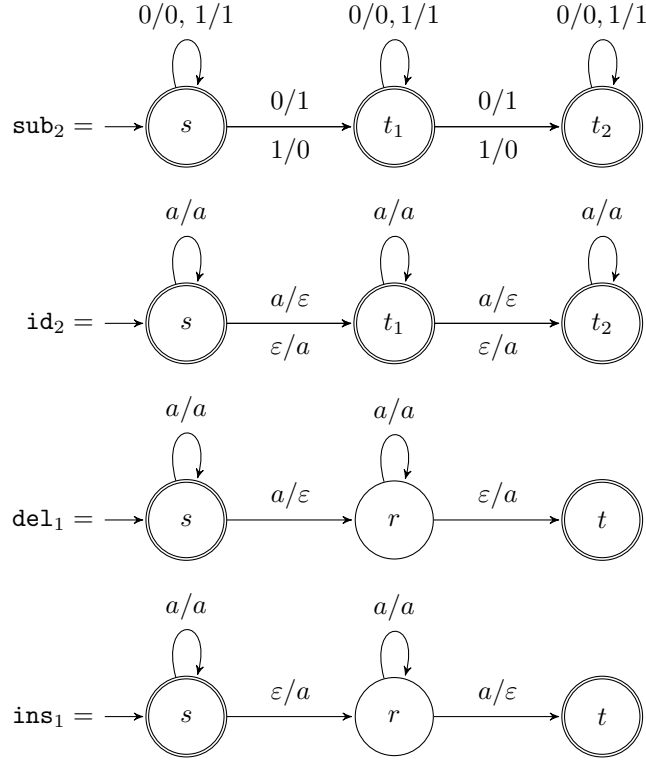 0/0, 1/1 0/0, 1/1 0/0, 1/1
sub₂ = s 0/1 1/0 t₁ 0/1 1/0 t₂
a/a a/a a/a
id₂ = s a/ε ε/a t₁ a/ε ε/a t₂
a/a a/a
del₁ = s a/ε r ε/a t
a/a a/a
ins₁ = s ε/a r a/ε t